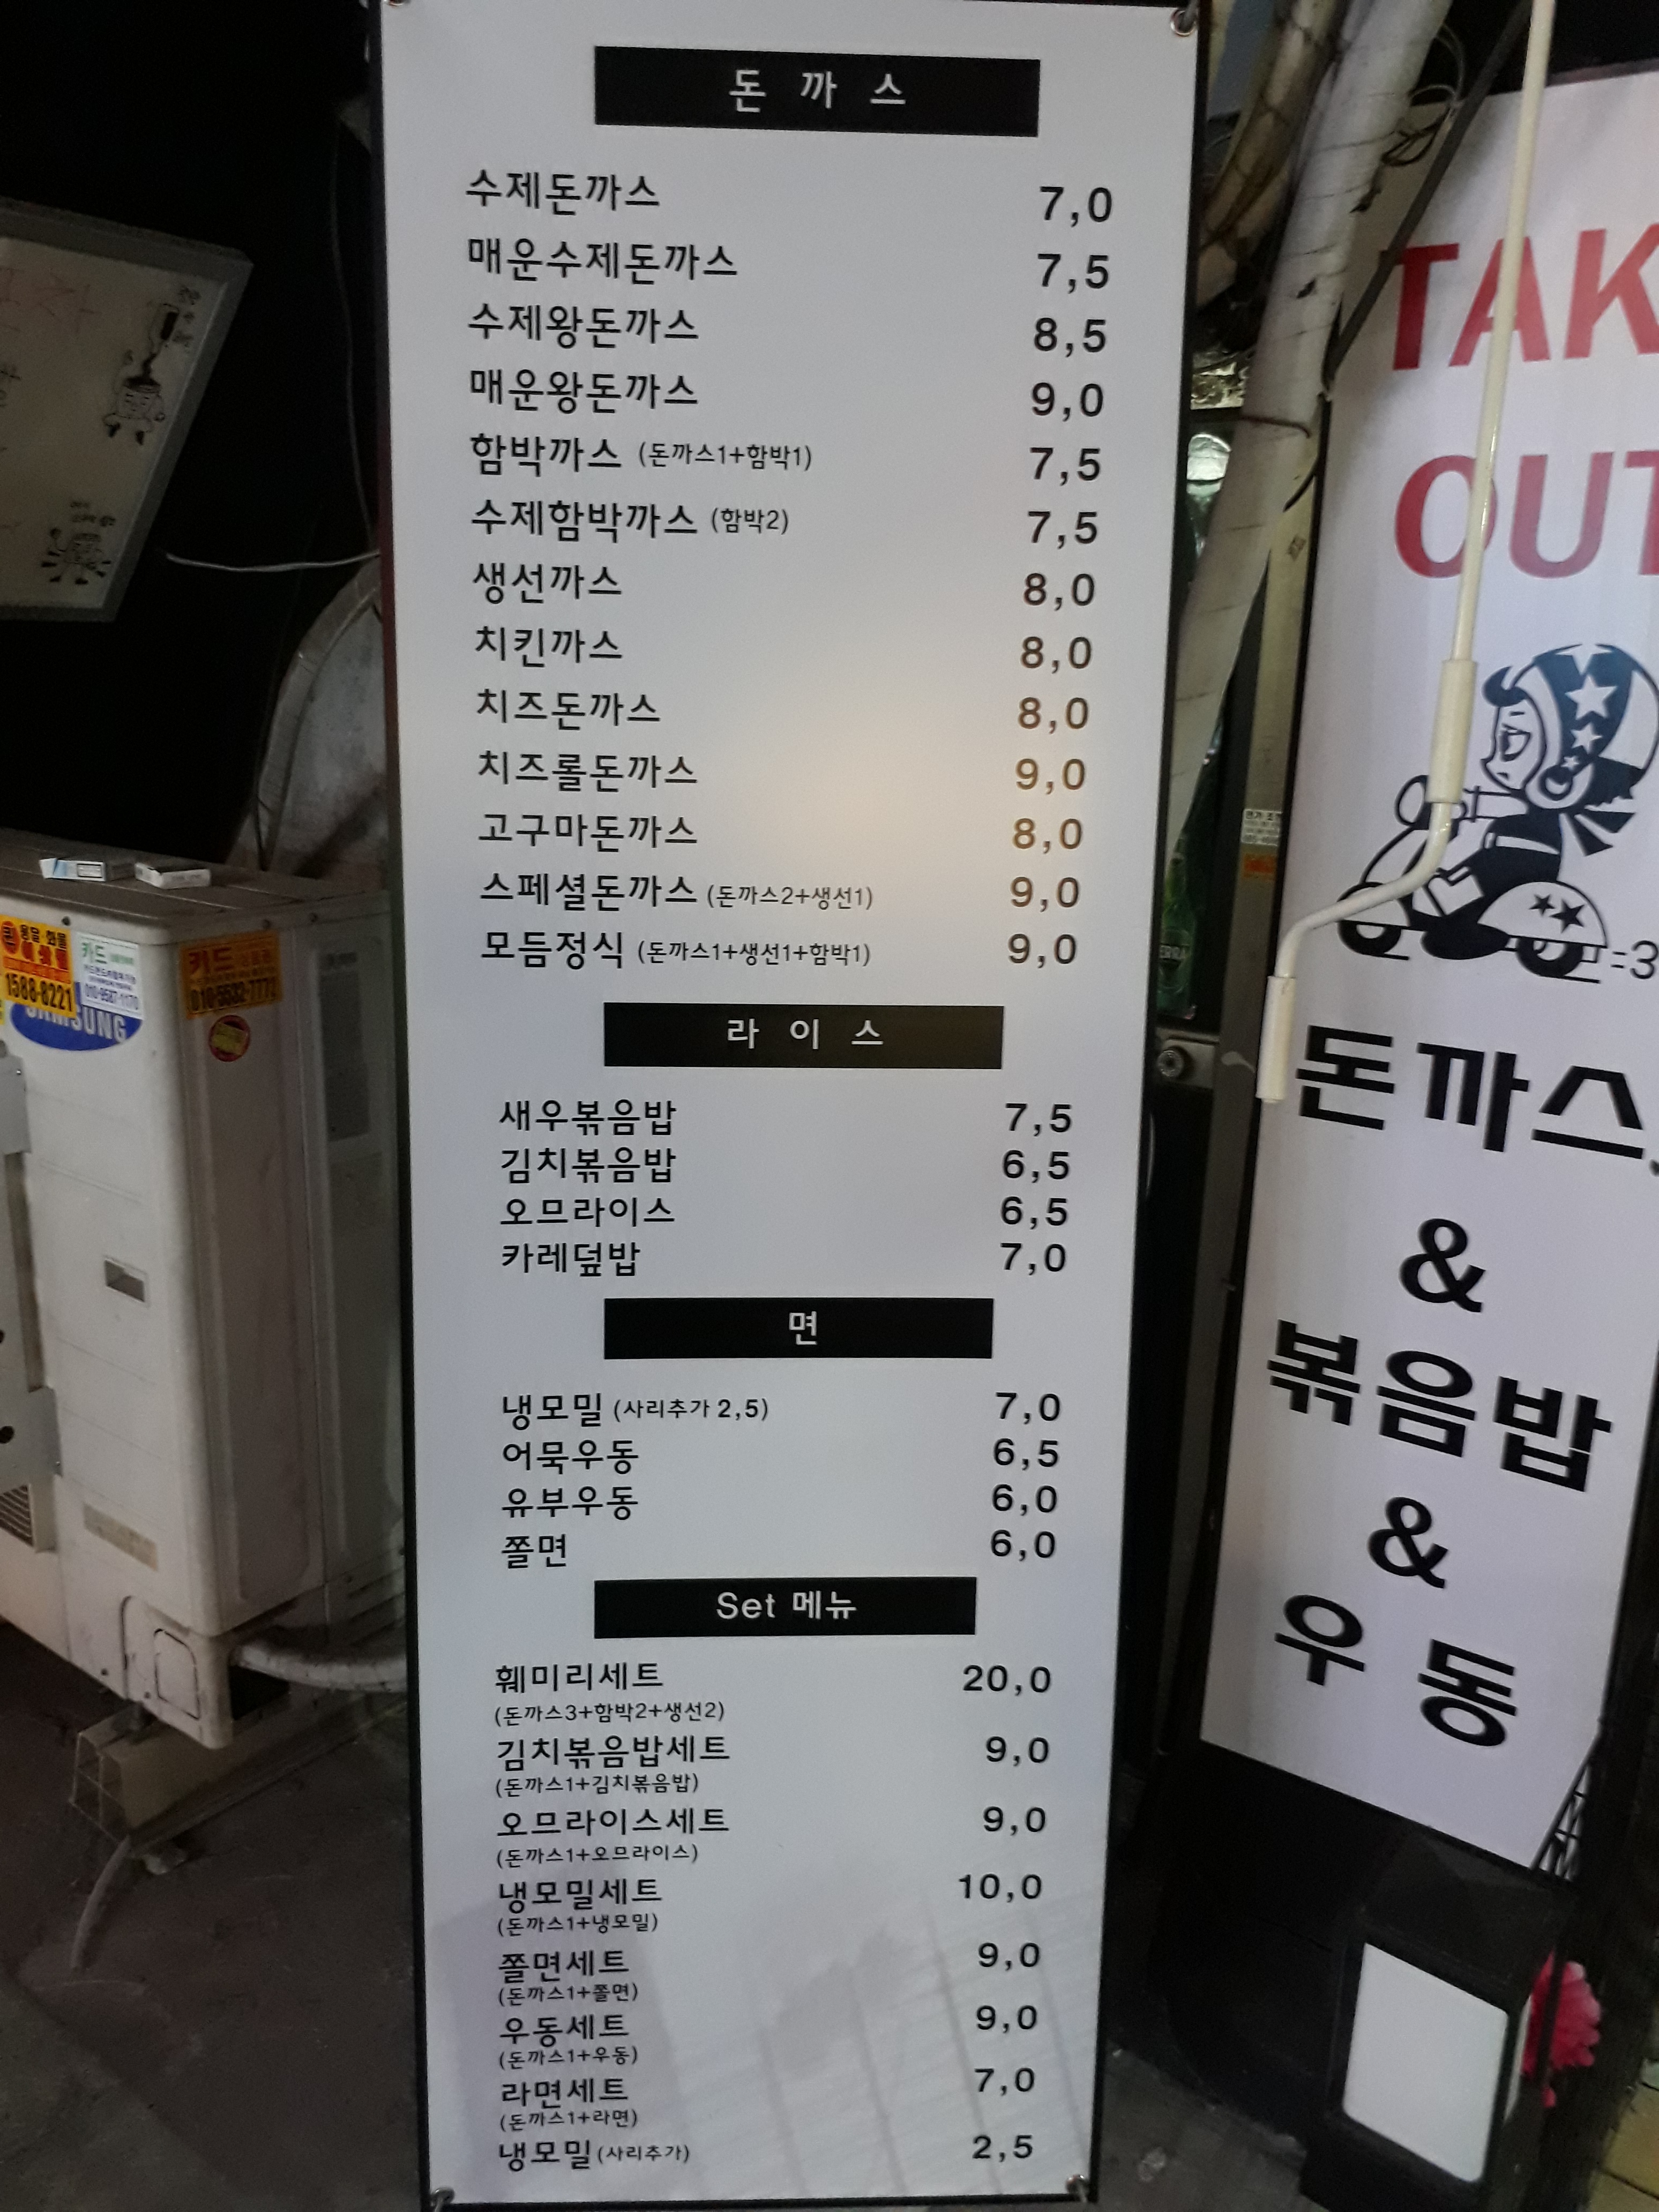 돈 까 스
수제돈까스 7,0
매운수제돈까스 7,5
수제왕돈까스 8,5
매운왕돈까스 9,0
함박까스 (돈까스1+함박1) 7,5
수제함박까스 (함박2) 7,5
생선까스 8,0
치킨까스 8,0
치즈돈까스 8,0
치즈롤돈까스 9,0
고구마돈까스 8,0
스페셜돈까스 (돈까스2+생선1) 9,0
모듬정식 (돈까스1+생선1+함박1) 9,0
라 이 스
새우볶음밥 7,5
김치볶음밥 6,5
오므라이스 6,5
카레덮밥 7,0
면
냉모밀 (사리추가 2,5) 7,0
어묵우동 6,5
유부우동 6,0
쫄면 6,0
Set 메뉴
훼미리세트 20,0
(돈까스3+함박2+생선2)
김치볶음밥세트 9,0
(돈까스1+김치볶음밥)
오므라이스세트 9,0
(돈까스1+오므라이스)
냉모밀세트 10,0
(돈까스1+냉모밀)
쫄면세트 9,0
(돈까스1+쫄면)
우동세트 9,0
(돈까스1+우동)
라면세트 7,0
(돈까스1+라면)
냉모밀 (사리추가) 2,5
TAK
OUT
=3
돈까스,
&
볶음밥
&
우 동
용달 화물
1588-8221
카드
010-9587-1170
카드
010-5532-7772
SAMSUNG